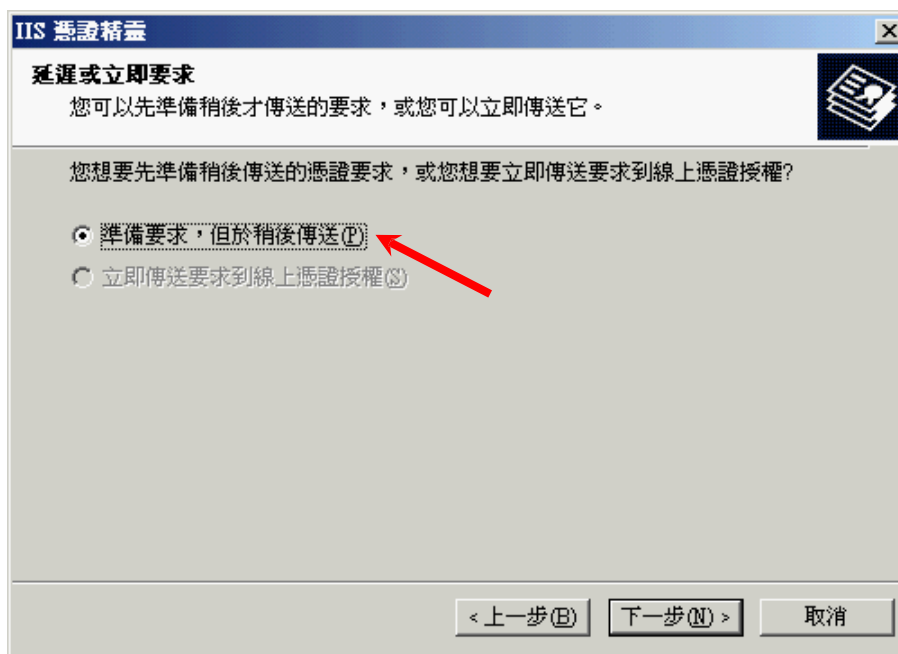 IIS 憑證精靈
延遲或立即要求
您可以先準備稍後才傳送的要求，或您可以立即傳送它。
您想要先準備稍後傳送的憑證要求，或您想要立即傳送要求到線上憑證授權?
準備要求，但於稍後傳送(P)
立即傳送要求到線上憑證授權(S)
<上一步(B) 下一步(N)> 取消